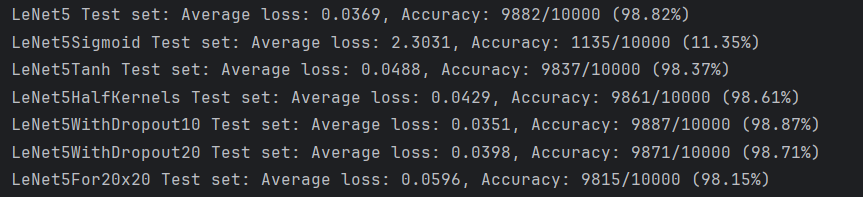 LeNet5 Test set: Average loss: 0.0369, Accuracy: 9882/10000 (98.82%)
LeNet5Sigmoid Test set: Average loss: 2.3031, Accuracy: 1135/10000 (11.35%)
LeNet5Tanh Test set: Average loss: 0.0488, Accuracy: 9837/10000 (98.37%)
LeNet5HalfKernels Test set: Average loss: 0.0429, Accuracy: 9861/10000 (98.61%)
LeNet5WithDropout10 Test set: Average loss: 0.0351, Accuracy: 9887/10000 (98.87%)
LeNet5WithDropout20 Test set: Average loss: 0.0398, Accuracy: 9871/10000 (98.71%)
LeNet5For20x20 Test set: Average loss: 0.0596, Accuracy: 9815/10000 (98.15%)